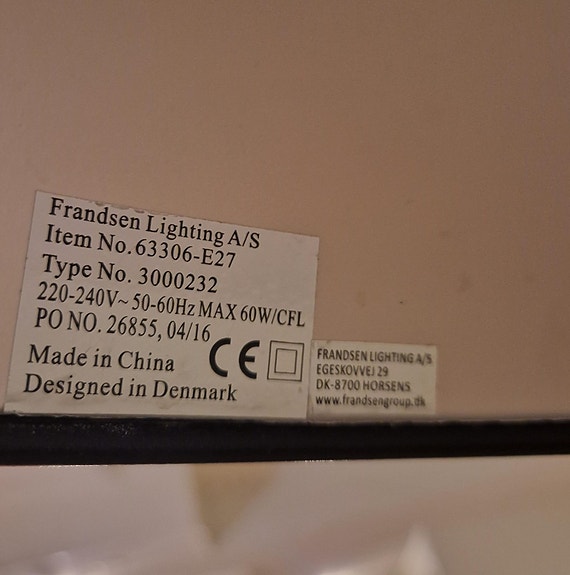 Frandsen Lighting A/S
Item No. 63306-E27
Type No. 3000232
220-240V~ 50-60Hz MAX 60W/CFL
PO NO. 26855, 04/16
Made in China
Designed in Denmark
CE
FRANDSEN LIGHTING A/S
EGESKOVVEJ 29
DK-8700 HORSENS
www.frandsengroup.dk